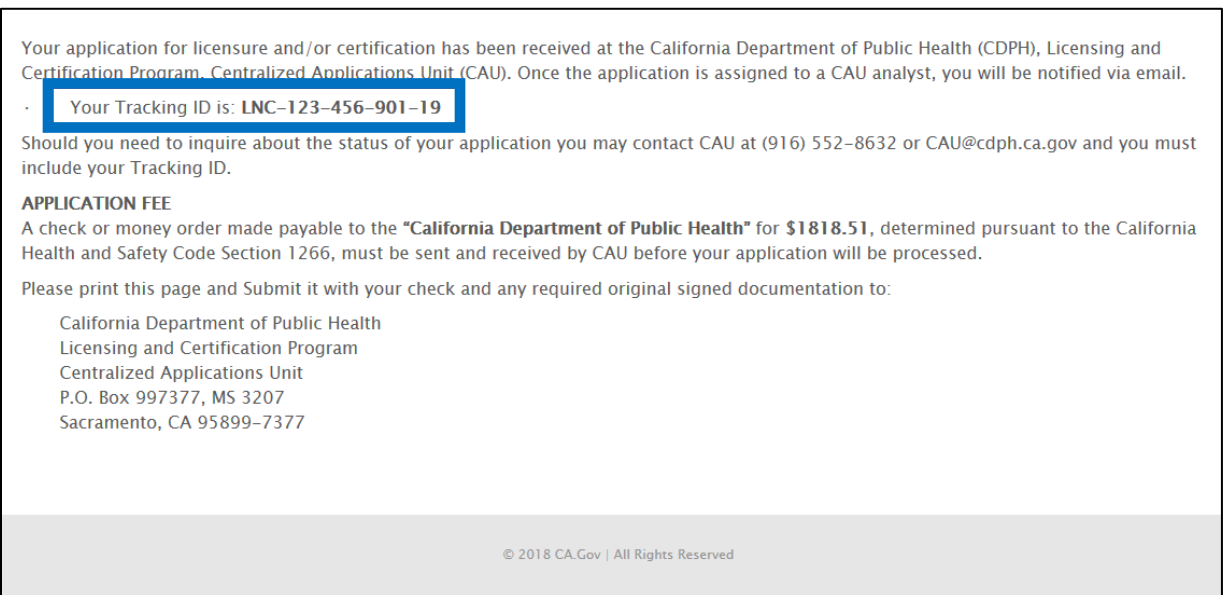 Your application for licensure and/or certification has been received at the California Department of Public Health (CDPH), Licensing and
Certification Program, Centralized Applications Unit (CAU). Once the application is assigned to a CAU analyst, you will be notified via email.
· Your Tracking ID is: LNC-123-456-901-19
Should you need to inquire about the status of your application you may contact CAU at (916) 552-8632 or CAU@cdph.ca.gov and you must
include your Tracking ID.
APPLICATION FEE
A check or money order made payable to the “California Department of Public Health” for $1818.51, determined pursuant to the California
Health and Safety Code Section 1266, must be sent and received by CAU before your application will be processed.
Please print this page and Submit it with your check and any required original signed documentation to:
California Department of Public Health
Licensing and Certification Program
Centralized Applications Unit
P.O. Box 997377, MS 3207
Sacramento, CA 95899-7377
© 2018 CA.Gov | All Rights Reserved